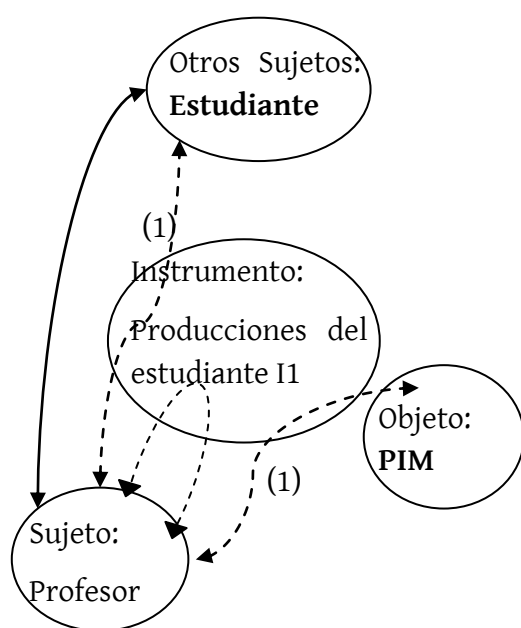 Otros Sujetos:
Estudiante
(1)
Instrumento:
Producciones del
estudiante I1
Objeto:
PIM
(1)
Sujeto:
Profesor